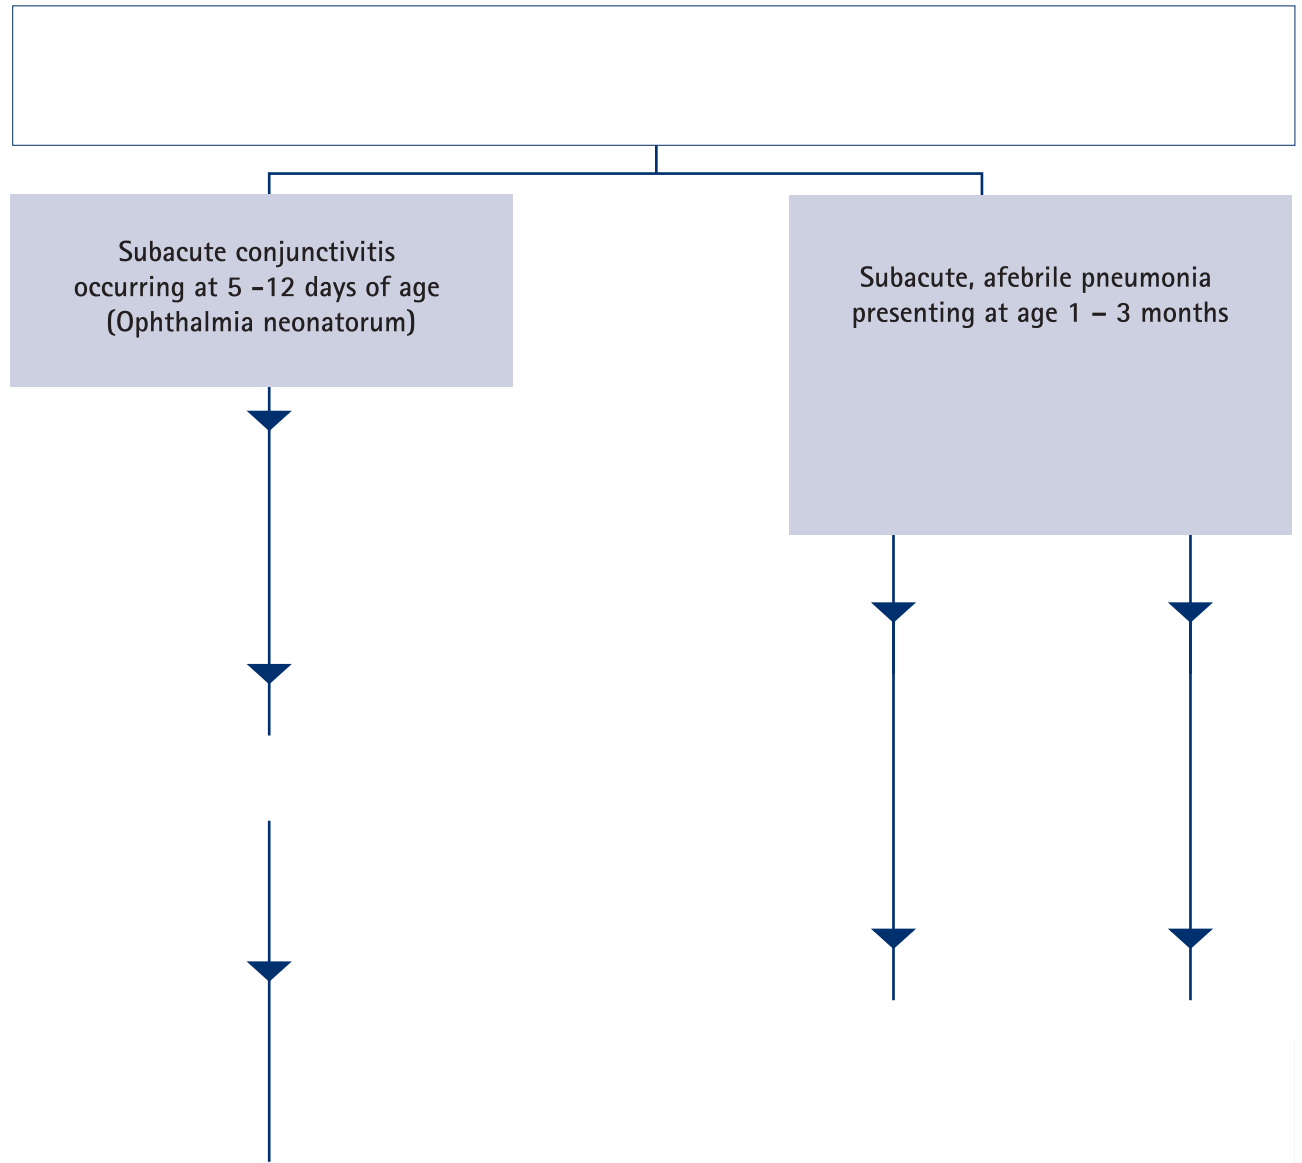 Subacute conjunctivitis
occurring at 5 -12 days of age
(Ophthalmia neonatorum)
Subacute, afebrile pneumonia
presenting at age 1 – 3 months